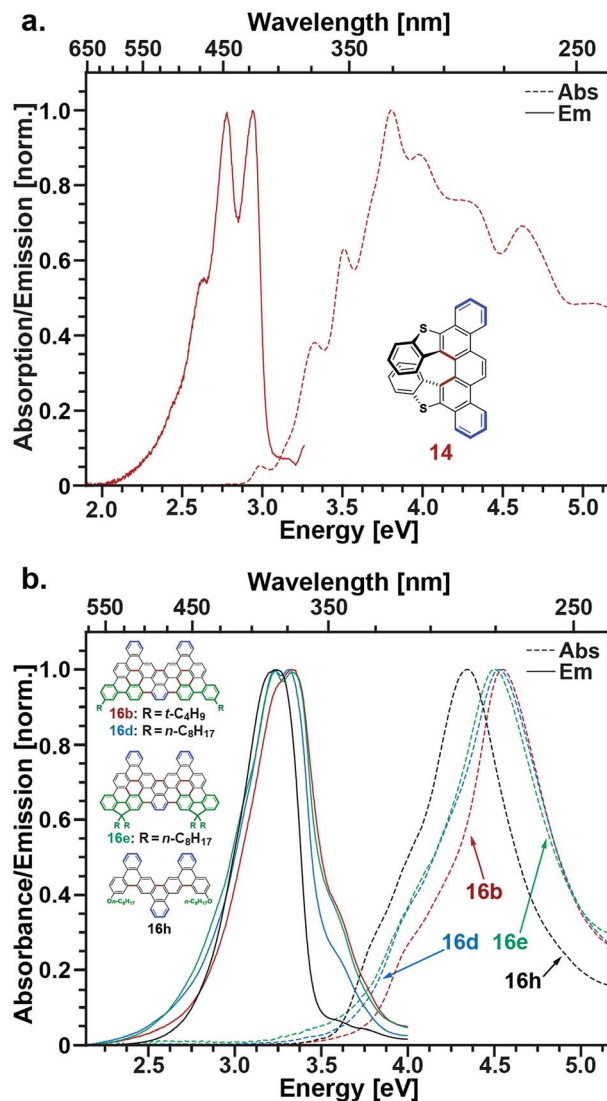 a.
Wavelength [nm]
650 550 450 350 250
Absorption/Emission [norm.]
1.0
0.8
0.6
0.4
0.2
0
Abs
Em
S
S
14
2.0 2.5 3.0 3.5 4.0 4.5 5.0
Energy [eV]
b.
Wavelength [nm]
550 450 350 250
Absorbance/Emission [norm.]
1.0
0.8
0.6
0.4
0.2
0
Abs
Em
R R
16b: R = t-C4H9
16d: R = n-C8H17
R R R R
16e: R = n-C8H17
On-C8H17 n-C8H17O
16h
16b
16d 16e
16h
2.5 3.0 3.5 4.0 4.5 5.0
Energy [eV]